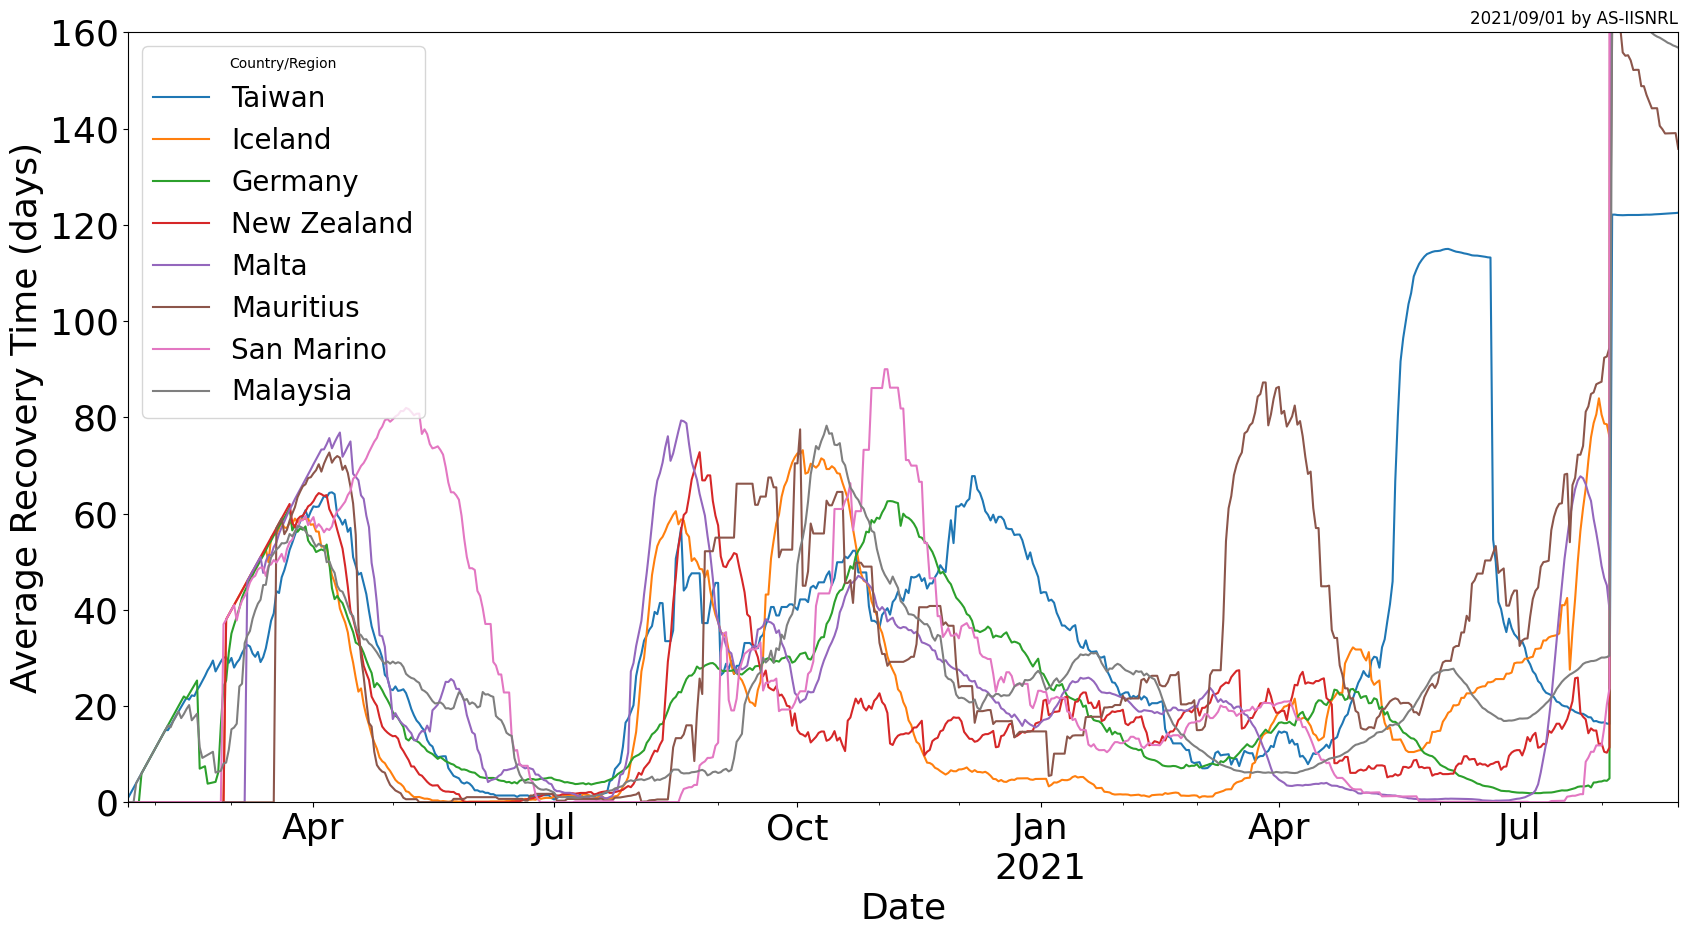 2021/09/01 by AS-IISNRL
160
140
120
100
80
60
40
20
0
Average Recovery Time (days)
Country/Region
Taiwan
Iceland
Germany
New Zealand
Malta
Mauritius
San Marino
Malaysia
Apr
Jul
Oct
Jan
2021
Apr
Jul
Date